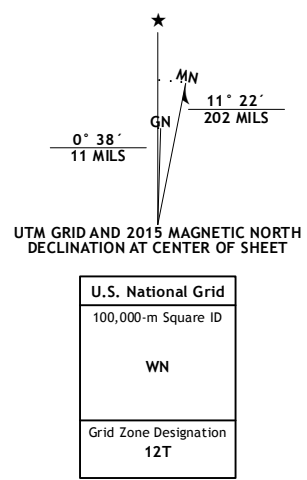 ★
MN
GN
11° 22´
202 MILS
0° 38´
11 MILS
UTM GRID AND 2015 MAGNETIC NORTH
DECLINATION AT CENTER OF SHEET
U.S. National Grid
100,000-m Square ID
WN
Grid Zone Designation
12T